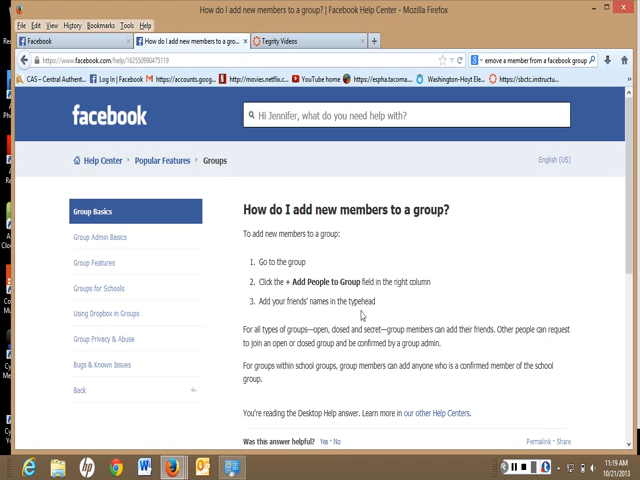 How do I add new members to a group? | Facebook Help Center - Mozilla Firefox
File Edit View History Bookmarks Tools Help
Facebook
How do I add new members to a gro...
Tegrity Videos
https://www.facebook.com/help/162550990475119
emove a member from a facebook group
CAS – Central Authent...
Log In | Facebook
https://accounts.goog...
http://movies.netflix.c...
YouTube home
https://espha.tacoma...
Washington-Hoyt Ele...
https://sbctc.instructu...
facebook
Hi Jennifer, what do you need help with?
Help Center
Popular Features
Groups
English (US)
Group Basics
Group Admin Basics
Group Features
Groups for Schools
Using Dropbox in Groups
Group Privacy & Abuse
Bugs & Known Issues
Back
How do I add new members to a group?
To add new members to a group:
1. Go to the group
2. Click the + Add People to Group field in the right column
3. Add your friends' names in the typehead
For all types of groups—open, closed and secret—group members can add their friends. Other people can request
to join an open or closed group and be confirmed by a group admin.
For groups within school groups, group members can add anyone who is a confirmed member of the school
group.
You're reading the Desktop Help answer. Learn more in our other Help Centers.
Was this answer helpful? Yes · No
Permalink · Share
11:19 AM
10/21/2013